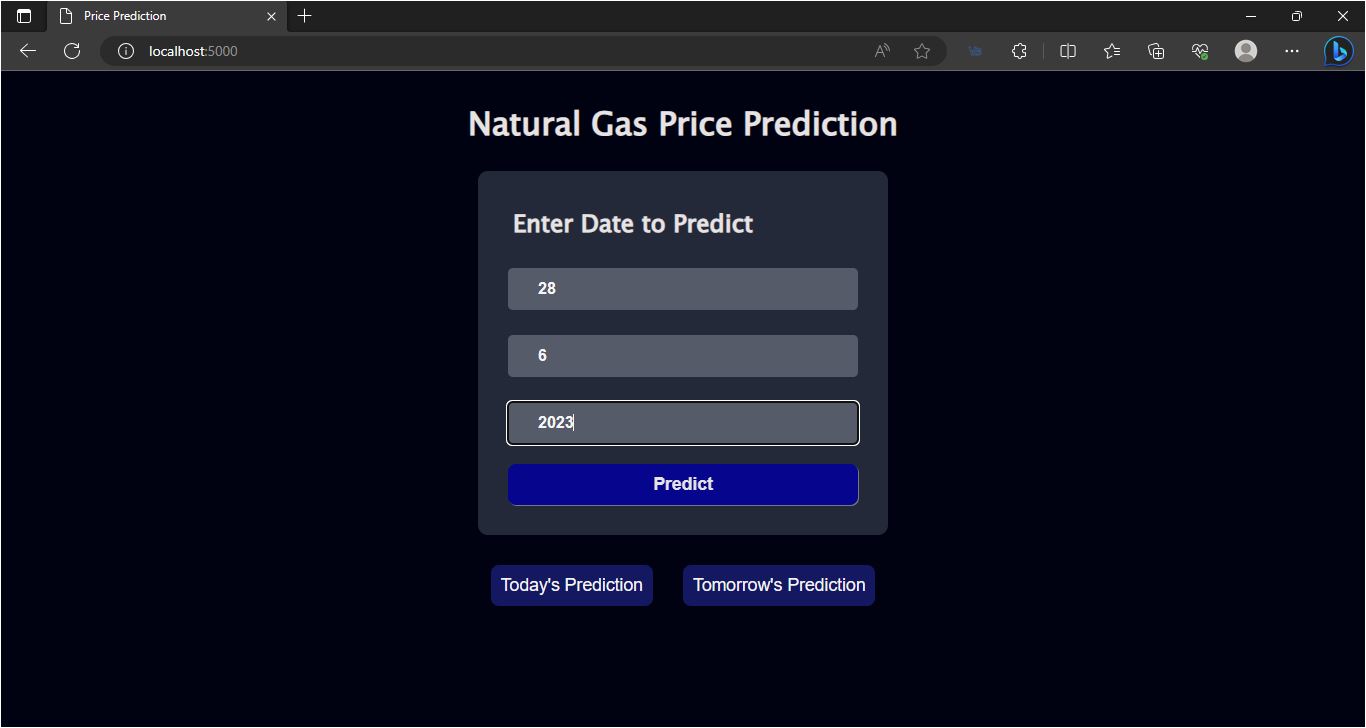 Price Prediction
localhost:5000
Natural Gas Price Prediction
Enter Date to Predict
28
6
2023
Predict
Today's Prediction
Tomorrow's Prediction